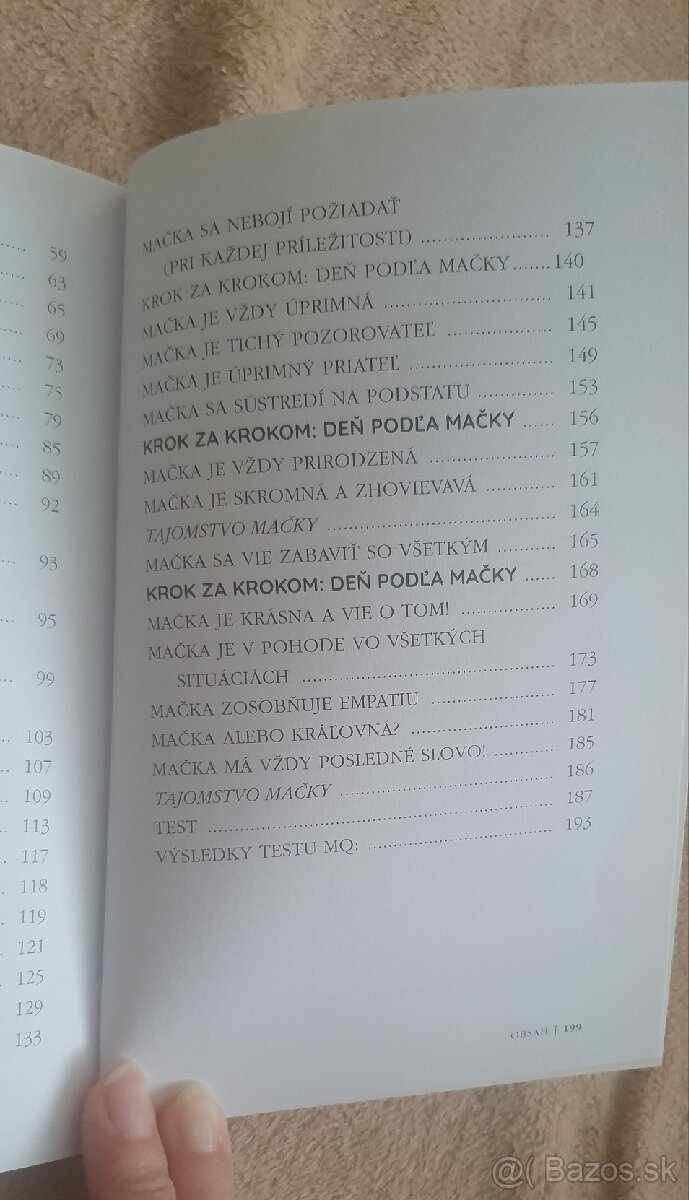 59
63
65
69
73
75
79
85
89
92
93
95
99
103
107
109
113
117
118
119
121
125
129
133
MAČKA SA NEBOJÍ POŽIADAŤ
(PRI KAŽDEJ PRÍLEŽITOSTI) ........ 137
KROK ZA KROKOM: DEŇ PODĽA MAČKY ........ 140
MAČKA JE VŽDY ÚPRIMNÁ ........ 141
MAČKA JE TICHÝ POZOROVATEĽ ........ 145
MAČKA JE ÚPRIMNÝ PRIATEĽ ........ 149
MAČKA SA SÚSTREDÍ NA PODSTATU ........ 153
KROK ZA KROKOM: DEŇ PODĽA MAČKY ........ 156
MAČKA JE VŽDY PRIRODZENÁ ........ 157
MAČKA JE SKROMNÁ A ZHOVIEVAVÁ ........ 161
TAJOMSTVO MAČKY ........ 164
MAČKA SA VIE ZABAVIŤ SO VŠETKÝM ........ 165
KROK ZA KROKOM: DEŇ PODĽA MAČKY ........ 168
MAČKA JE KRÁSNA A VIE O TOM! ........ 169
MAČKA JE V POHODE VO VŠETKÝCH
SITUÁCIÁCH ........ 173
MAČKA ZOSOBŇUJE EMPATIU ........ 177
MAČKA ALEBO KRÁĽOVNÁ? ........ 181
MAČKA MÁ VŽDY POSLEDNÉ SLOVO! ........ 185
TAJOMSTVO MAČKY ........ 186
TEST ........ 187
VÝSLEDKY TESTU MQ: ........ 193
OBSAH | 199
@( Bazos.sk